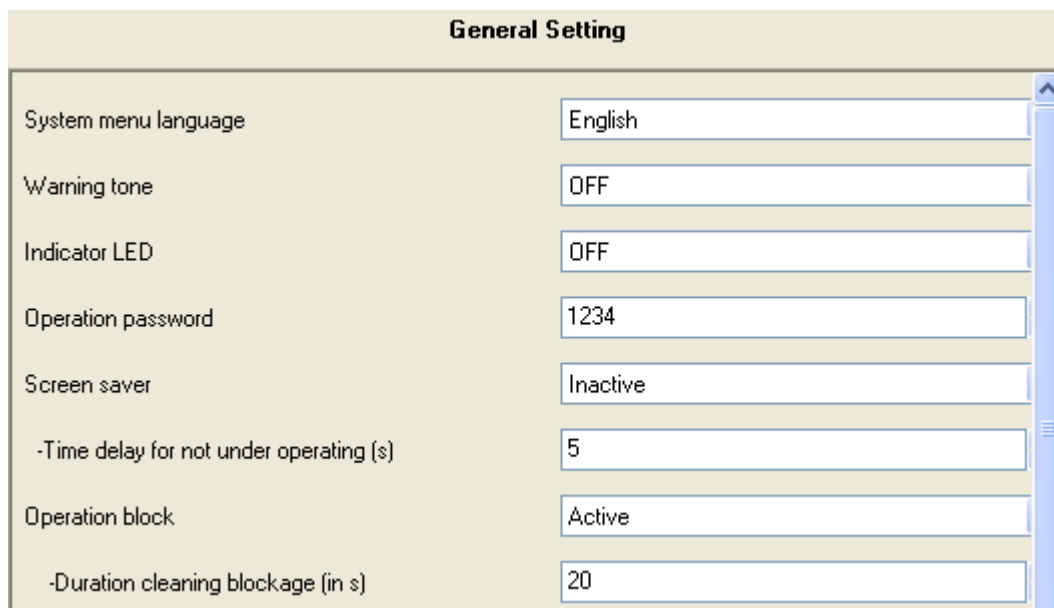 General Setting
System menu language English
Warning tone OFF
Indicator LED OFF
Operation password 1234
Screen saver Inactive
-Time delay for not under operating (s) 5
Operation block Active
-Duration cleaning blockage (in s) 20